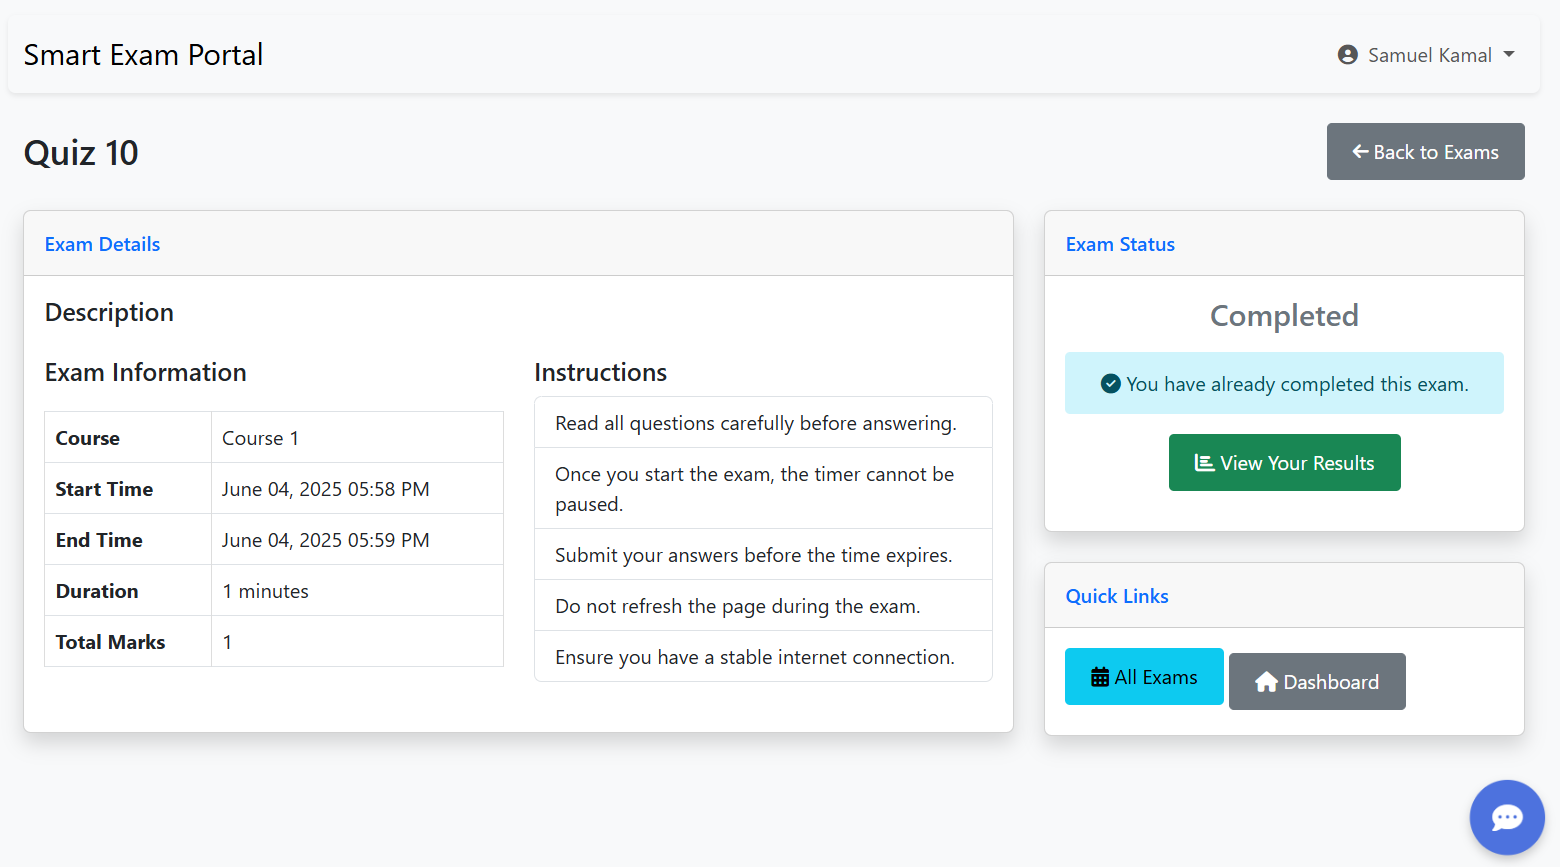 Smart Exam Portal
Samuel Kamal
Quiz 10
Back to Exams
Exam Details
Description
Exam Information
Course Course 1
Start Time June 04, 2025 05:58 PM
End Time June 04, 2025 05:59 PM
Duration 1 minutes
Total Marks 1
Instructions
Read all questions carefully before answering.
Once you start the exam, the timer cannot be
paused.
Submit your answers before the time expires.
Do not refresh the page during the exam.
Ensure you have a stable internet connection.
Exam Status
Completed
You have already completed this exam.
View Your Results
Quick Links
All Exams
Dashboard